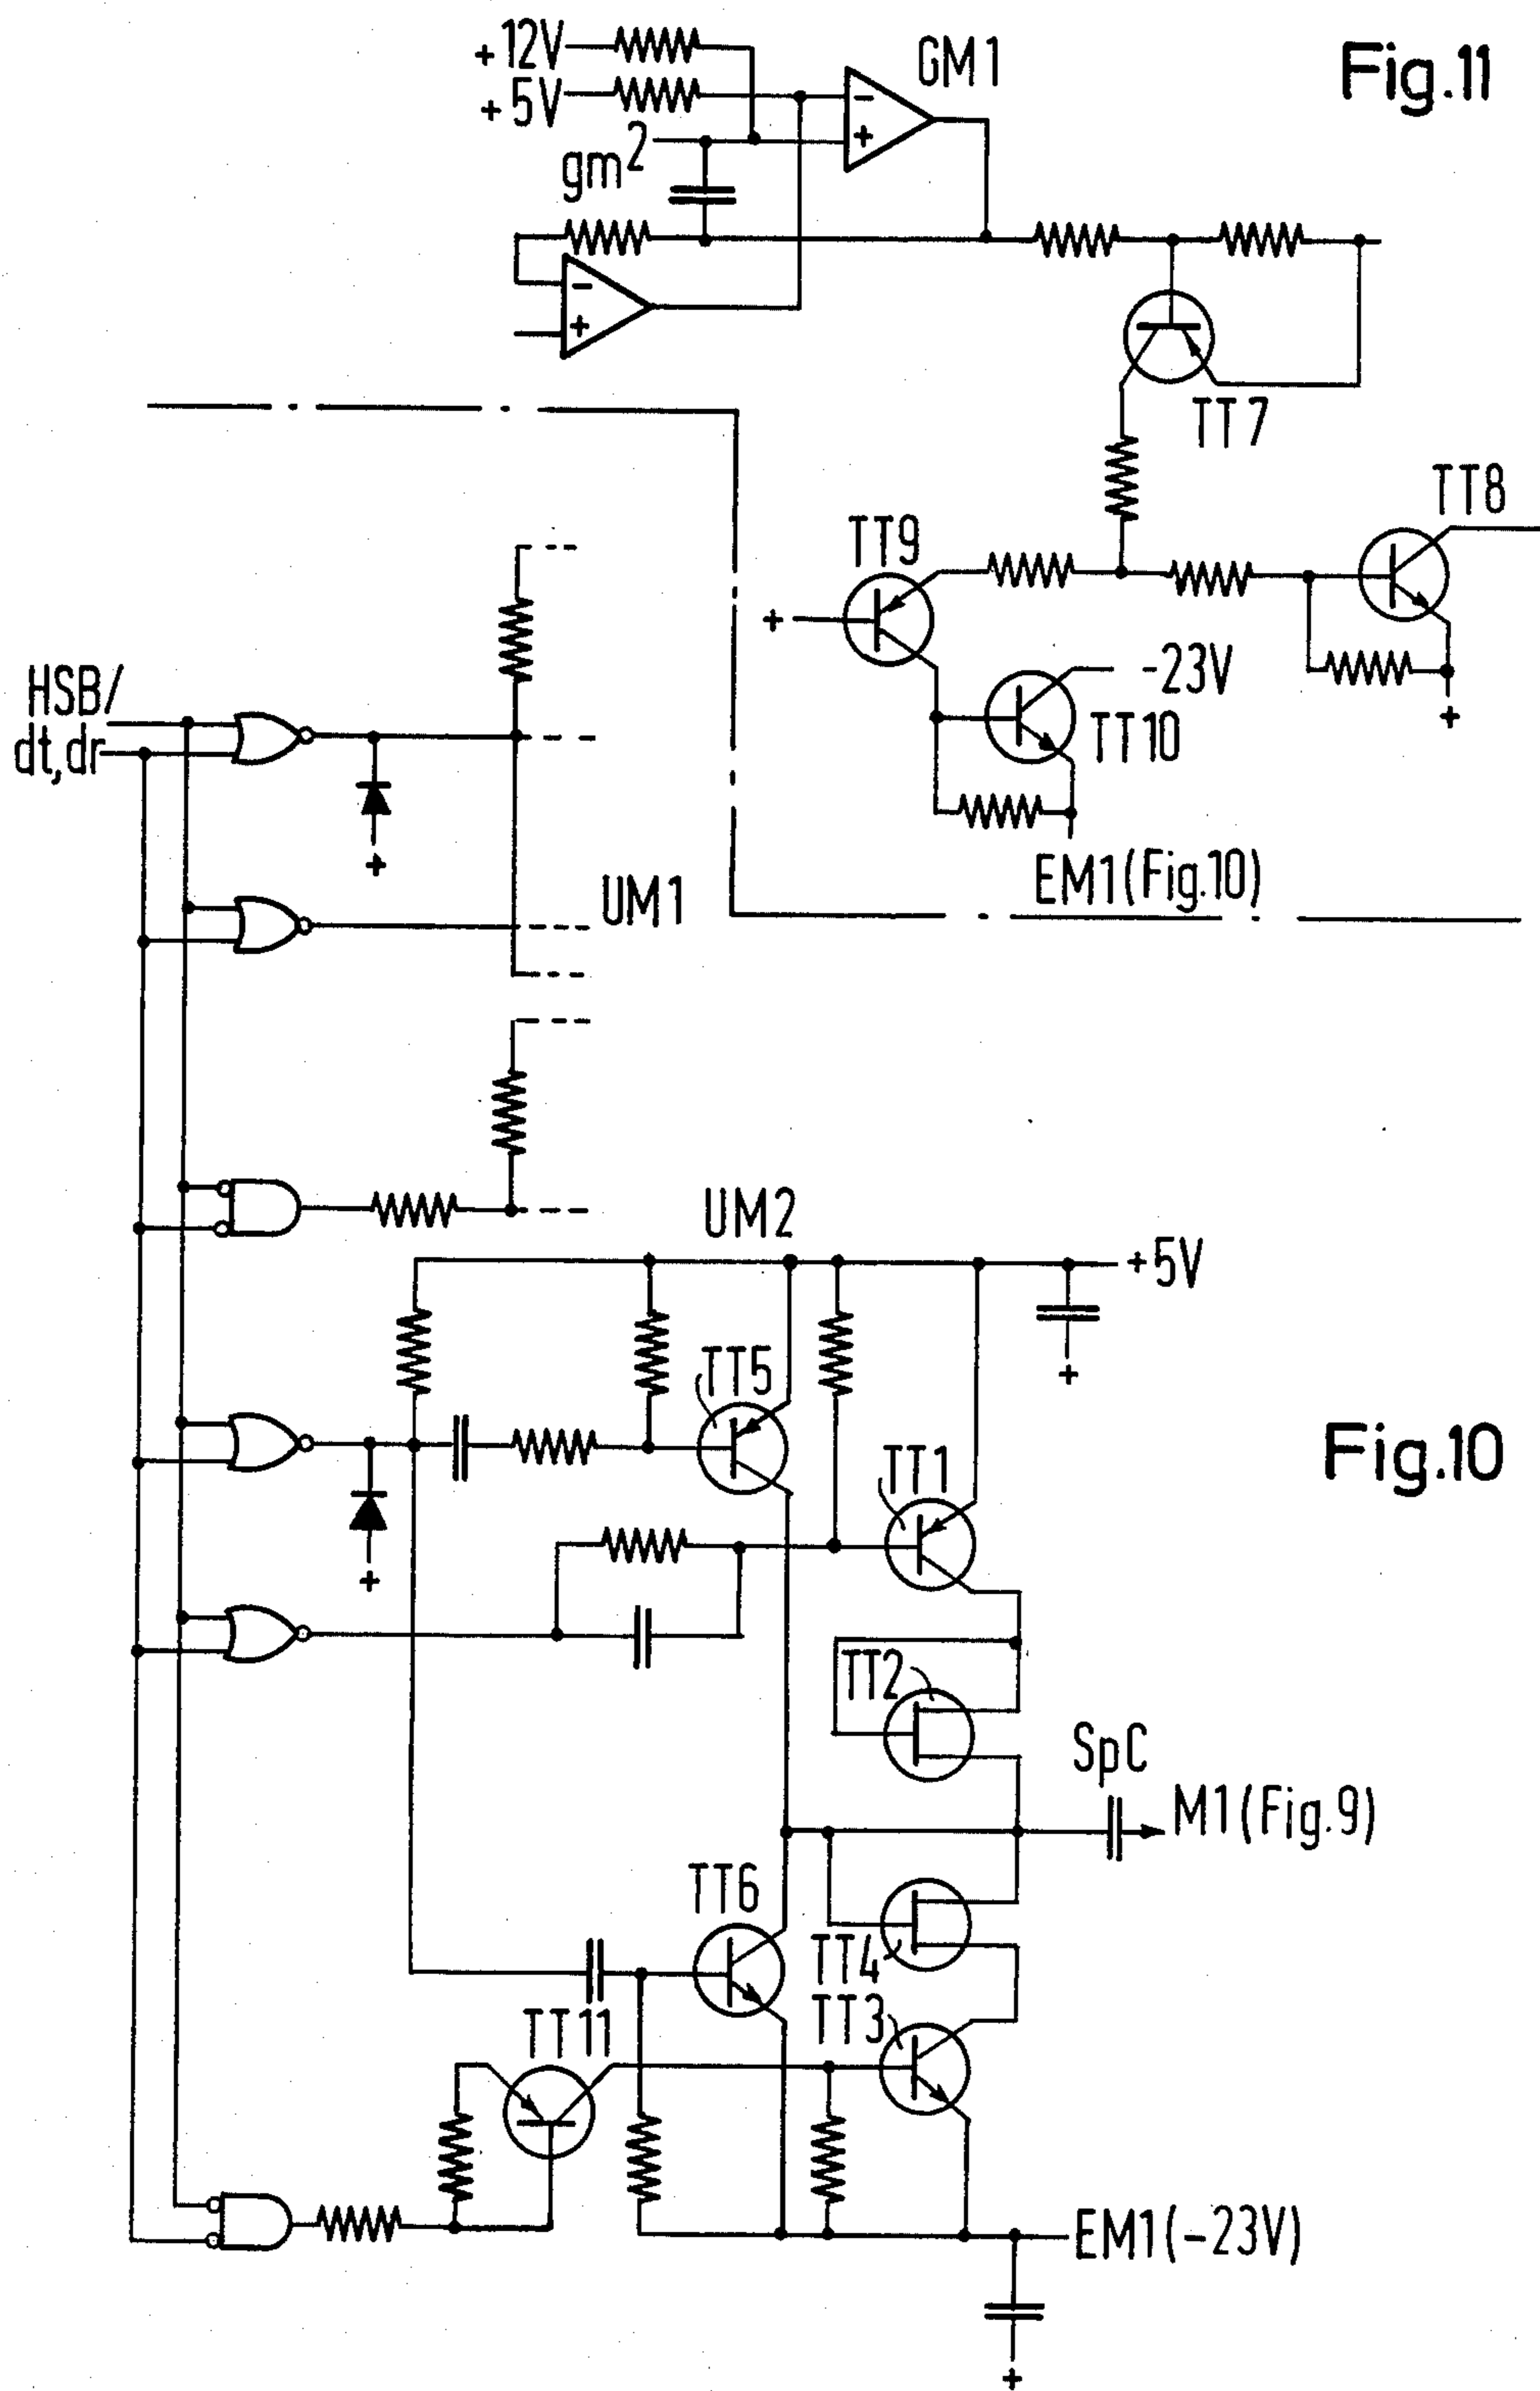 Fig.11
+12V
+5V
GM1
gm2
-
+
-
+
TT7
TT8
TT9
+
-23V
TT10
+
EM1(Fig.10)
HSB/
dt,dr
+
UM1
UM2
+5V
+
TT5
Fig.10
TT1
+
TT2
SpC
M1(Fig.9)
TT6
TT4
TT3
TT11
EM1(-23V)
+